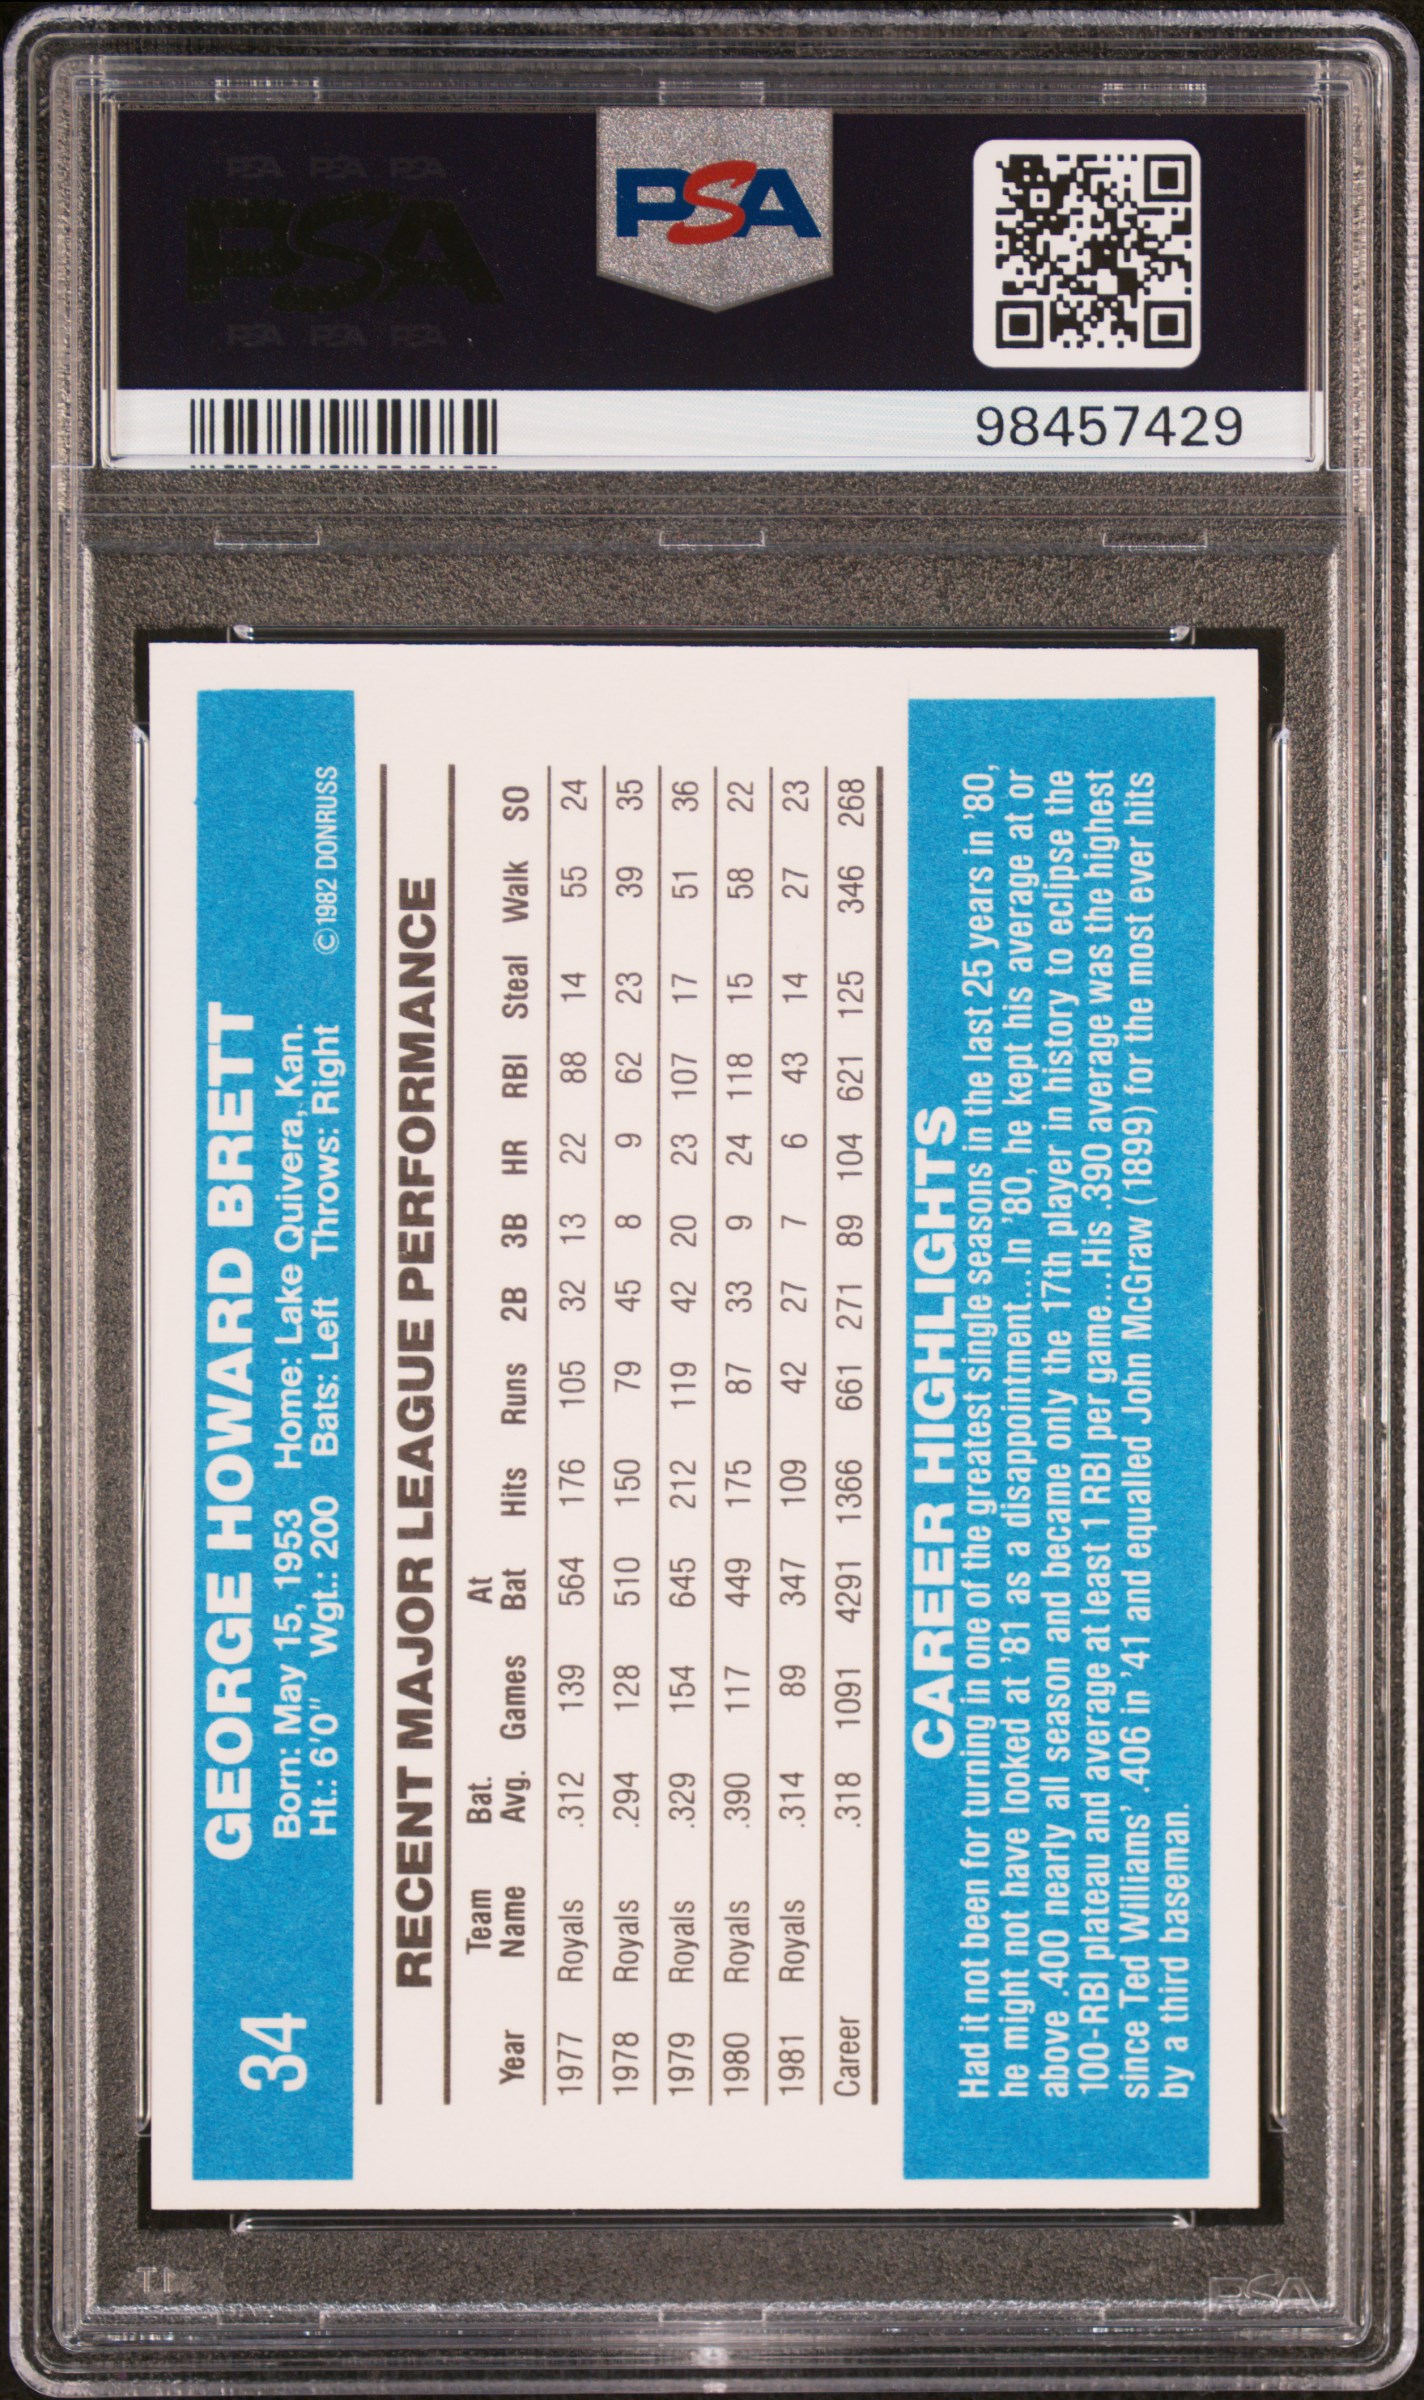 PSA PSA PSA
PSA
PSA PSA PSA
PSA
98457429
34
GEORGE HOWARD BRETT
Born: May 15, 1953 Home: Lake Quivera, Kan.
Ht.: 6'0" Wgt.: 200 Bats: Left Throws: Right ©1982 DONRUSS
RECENT MAJOR LEAGUE PERFORMANCE
Year Team Name Bat. Avg. Games At Bat Hits Runs 2B 3B HR RBI Steal Walk SO
1977 Royals .312 139 564 176 105 32 13 22 88 14 55 24
1978 Royals .294 128 510 150 79 45 8 9 62 23 39 35
1979 Royals .329 154 645 212 119 42 20 23 107 17 51 36
1980 Royals .390 117 449 175 87 33 9 24 118 15 58 22
1981 Royals .314 89 347 109 42 27 7 6 43 14 27 23
Career .318 1091 4291 1366 661 271 89 104 621 125 346 268
CAREER HIGHLIGHTS
Had it not been for turning in one of the greatest single seasons in the last 25 years in '80,
he might not have looked at '81 as a disappointment...In '80, he kept his average at or
above .400 nearly all season and became only the 17th player in history to eclipse the
100-RBI plateau and average at least 1 RBI per game...His .390 average was the highest
since Ted Williams' .406 in '41 and equalled John McGraw (1899) for the most ever hits
by a third baseman.
PSA